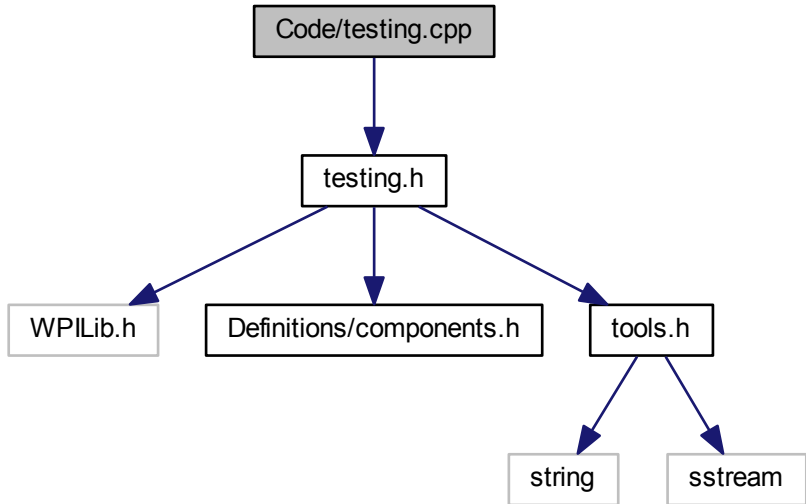 Code/testing.cpp
testing.h
WPILib.h
Definitions/components.h
tools.h
string
sstream